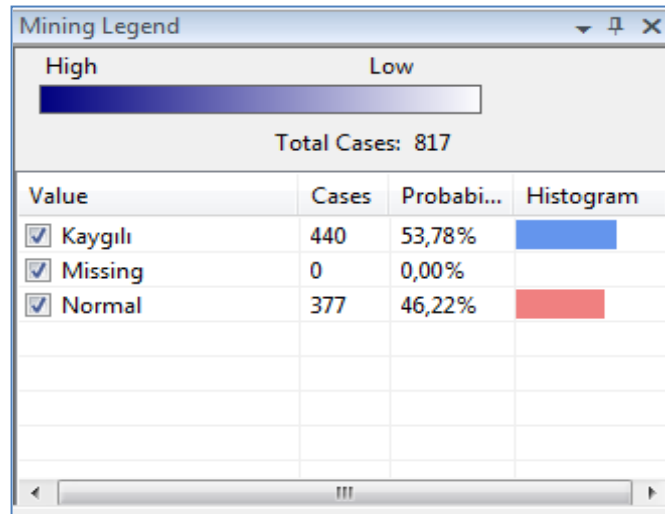 Mining Legend
High Low
Total Cases: 817
Value Cases Probabi... Histogram
Kaygılı 440 53,78%
Missing 0 0,00%
Normal 377 46,22%